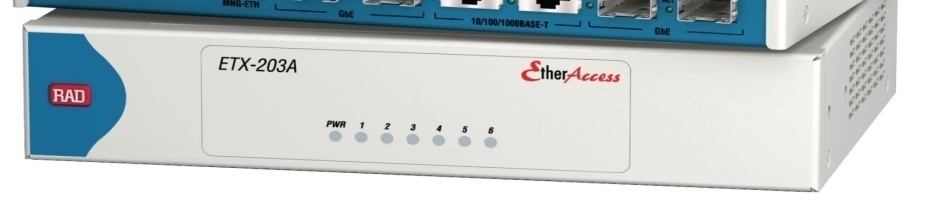 MNG-ETH
GbE
10/100/1000BASE-T
GbE
ETX-203A
EtherAccess
RAD
PWR 1 2 3 4 5 6